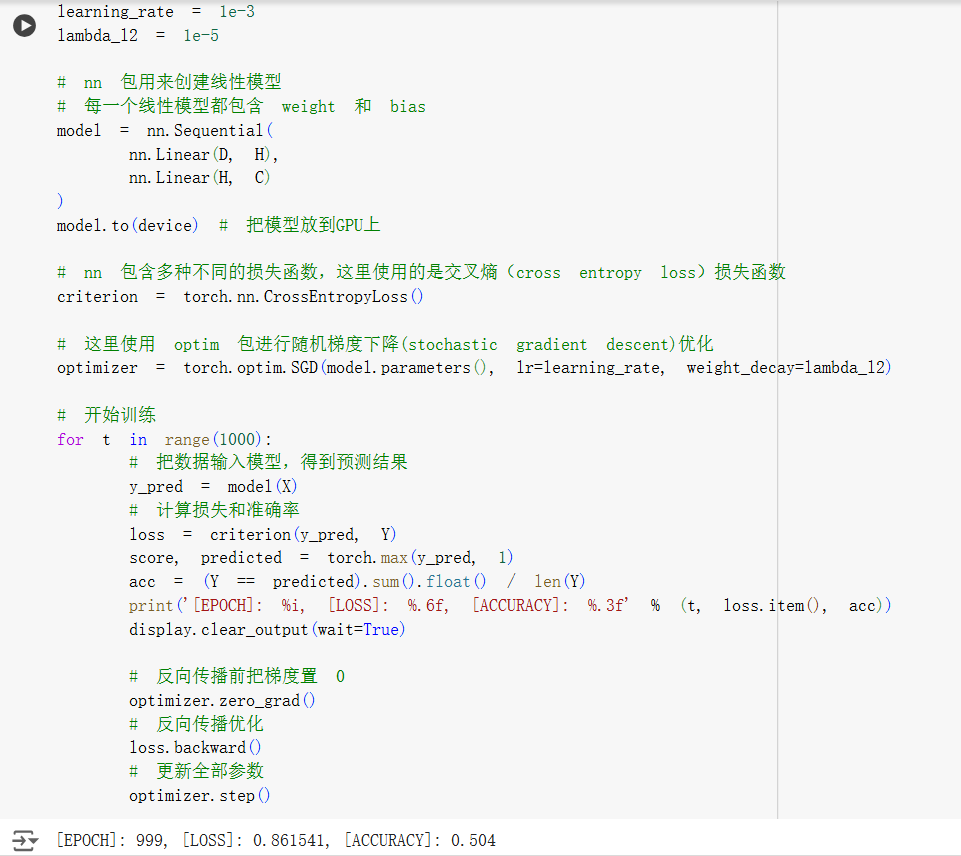 learning_rate = 1e-3
lambda_l2 = 1e-5
# nn 包用来创建线性模型
# 每一个线性模型都包含 weight 和 bias
model = nn.Sequential(
nn.Linear(D, H),
nn.Linear(H, C)
)
model.to(device) # 把模型放到GPU上
# nn 包含多种不同的损失函数，这里使用的是交叉熵（cross entropy loss）损失函数
criterion = torch.nn.CrossEntropyLoss()
# 这里使用 optim 包进行随机梯度下降(stochastic gradient descent)优化
optimizer = torch.optim.SGD(model.parameters(), lr=learning_rate, weight_decay=lambda_l2)
# 开始训练
for t in range(1000):
# 把数据输入模型，得到预测结果
y_pred = model(X)
# 计算损失和准确率
loss = criterion(y_pred, Y)
score, predicted = torch.max(y_pred, 1)
acc = (Y == predicted).sum().float() / len(Y)
print('[EPOCH]: %i, [LOSS]: %.6f, [ACCURACY]: %.3f' % (t, loss.item(), acc))
display.clear_output(wait=True)
# 反向传播前把梯度置 0
optimizer.zero_grad()
# 反向传播优化
loss.backward()
# 更新全部参数
optimizer.step()
[EPOCH]: 999, [LOSS]: 0.861541, [ACCURACY]: 0.504